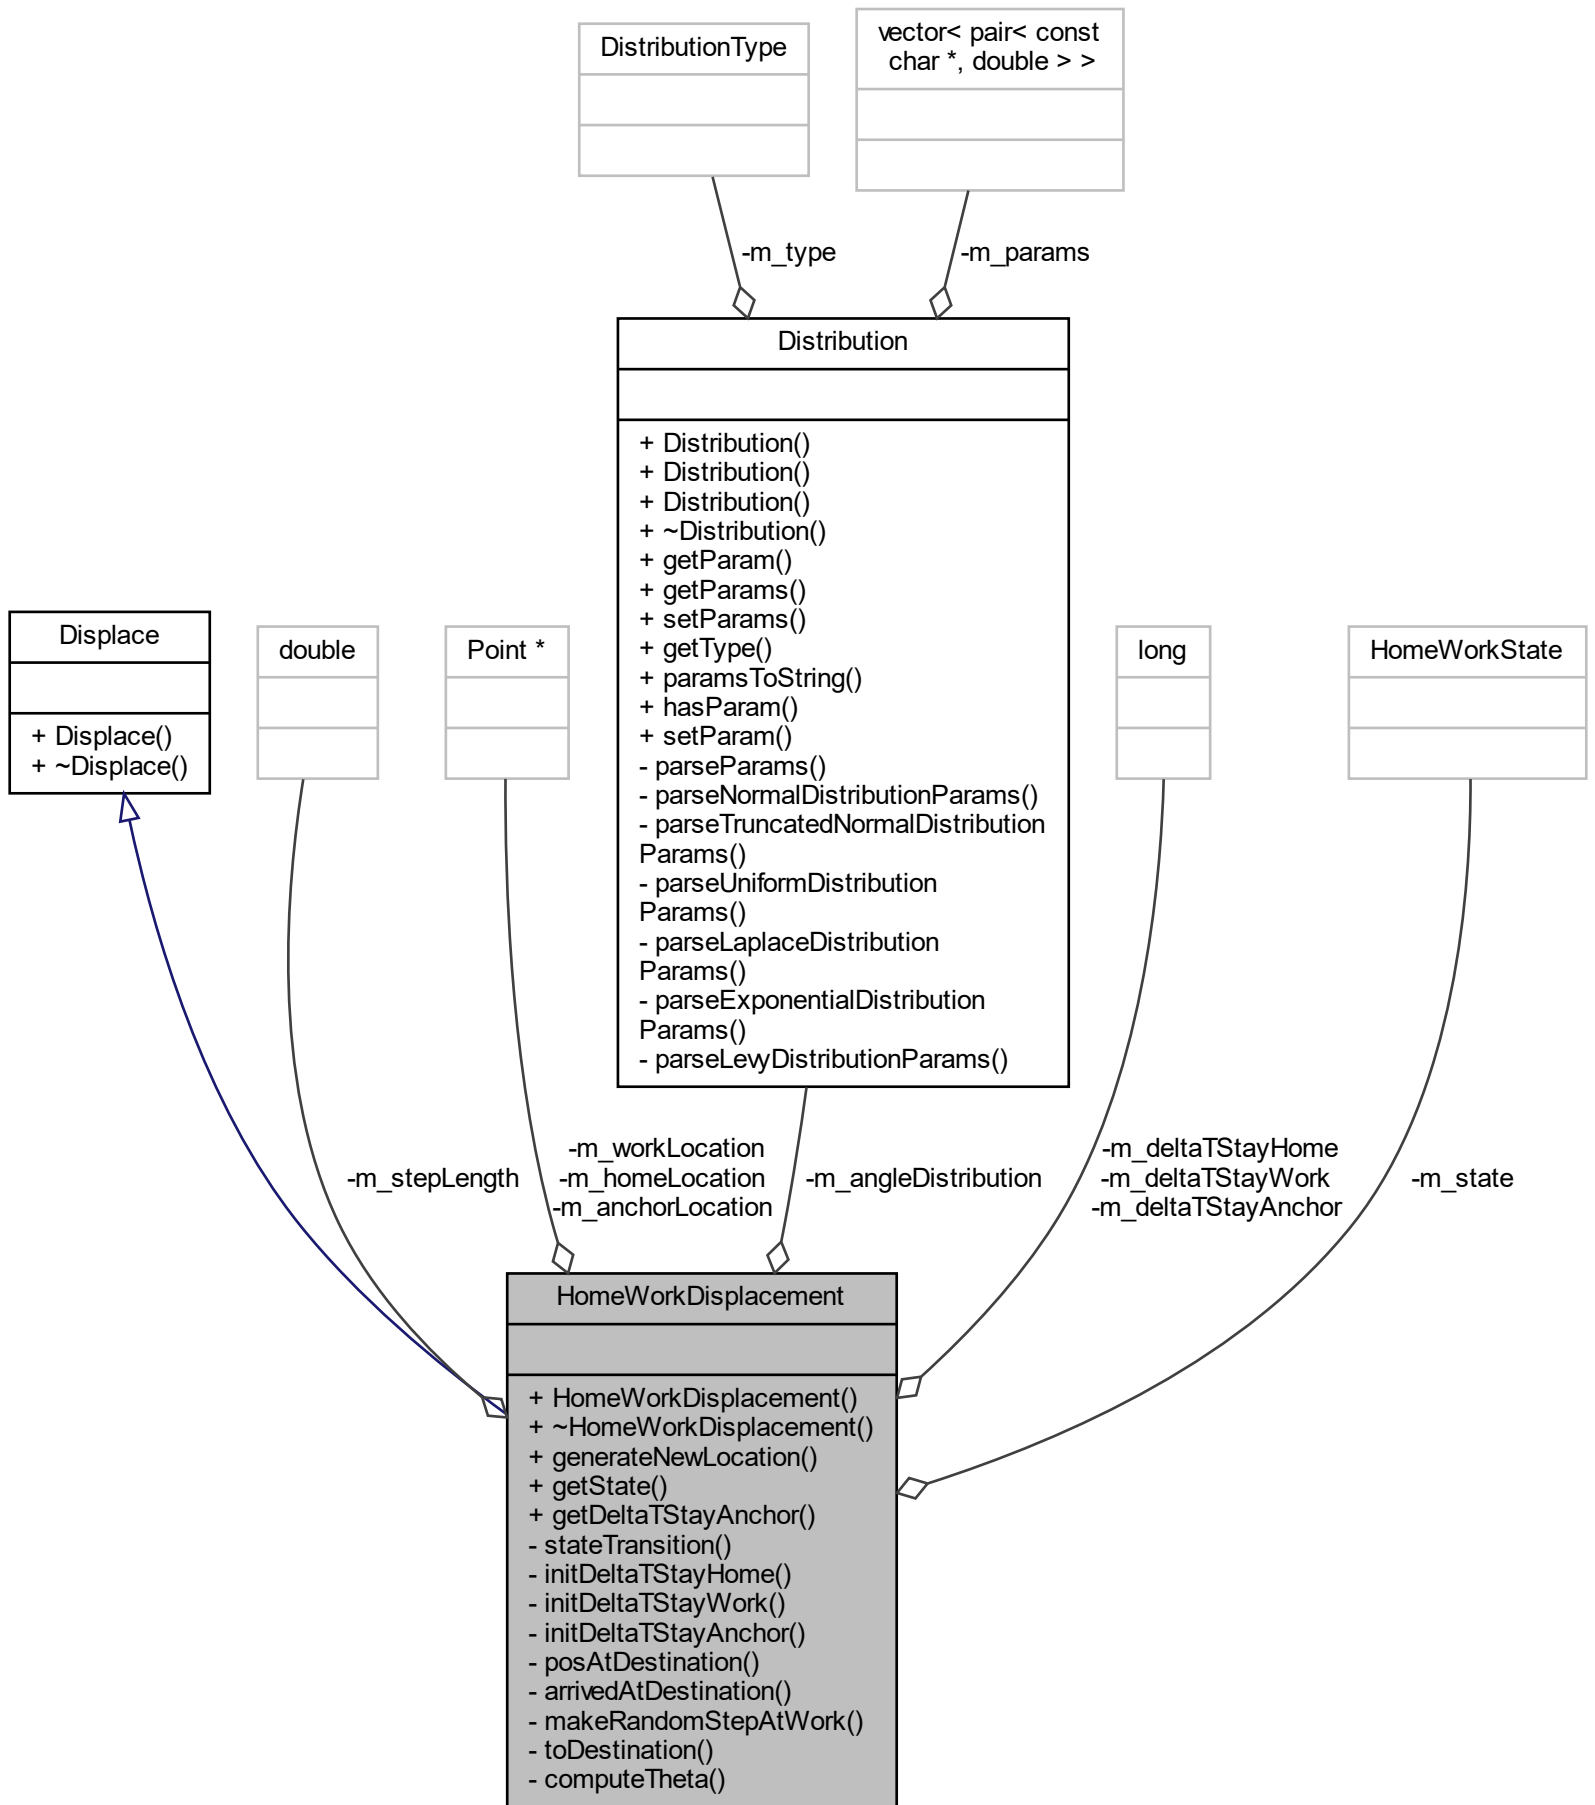 DistributionType
vector< pair< const
char *, double > >
-m_type
-m_params
Distribution
+ Distribution()
+ Distribution()
+ Distribution()
+ ~Distribution()
+ getParam()
+ getParams()
+ setParams()
+ getType()
+ paramsToString()
+ hasParam()
+ setParam()
- parseParams()
- parseNormalDistributionParams()
- parseTruncatedNormalDistribution
Params()
- parseUniformDistribution
Params()
- parseLaplaceDistribution
Params()
- parseExponentialDistribution
Params()
- parseLevyDistributionParams()
Displace
+ Displace()
+ ~Displace()
double
Point *
long
HomeWorkState
-m_stepLength
-m_workLocation
-m_homeLocation
-m_anchorLocation
-m_angleDistribution
-m_deltaTStayHome
-m_deltaTStayWork
-m_deltaTStayAnchor
-m_state
HomeWorkDisplacement
+ HomeWorkDisplacement()
+ ~HomeWorkDisplacement()
+ generateNewLocation()
+ getState()
+ getDeltaTStayAnchor()
- stateTransition()
- initDeltaTStayHome()
- initDeltaTStayWork()
- initDeltaTStayAnchor()
- posAtDestination()
- arrivedAtDestination()
- makeRandomStepAtWork()
- toDestination()
- computeTheta()